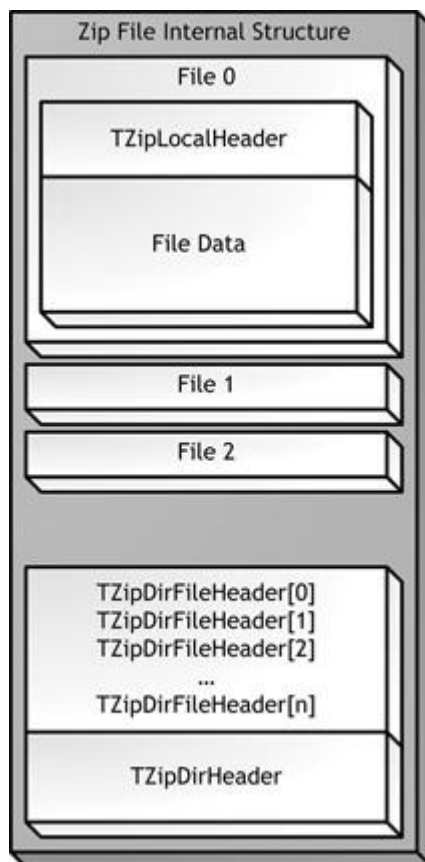 Zip File Internal Structure
File 0
TZipLocalHeader
File Data
File 1
File 2
TZipDirFileHeader[0]
TZipDirFileHeader[1]
TZipDirFileHeader[2]
...
TZipDirFileHeader[n]
TZipDirHeader